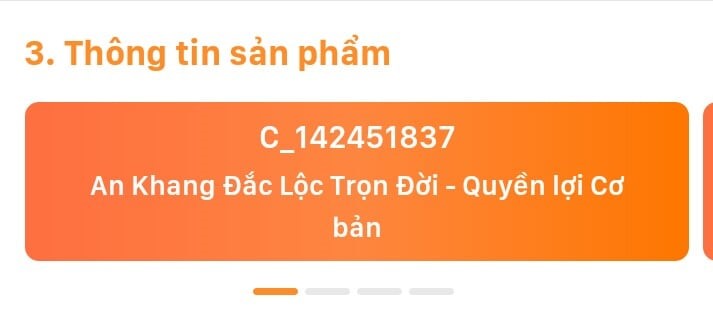 3. Thông tin sản phẩm
C_142451837
An Khang Đắc Lộc Trọn Đời - Quyền lợi Cơ
bản